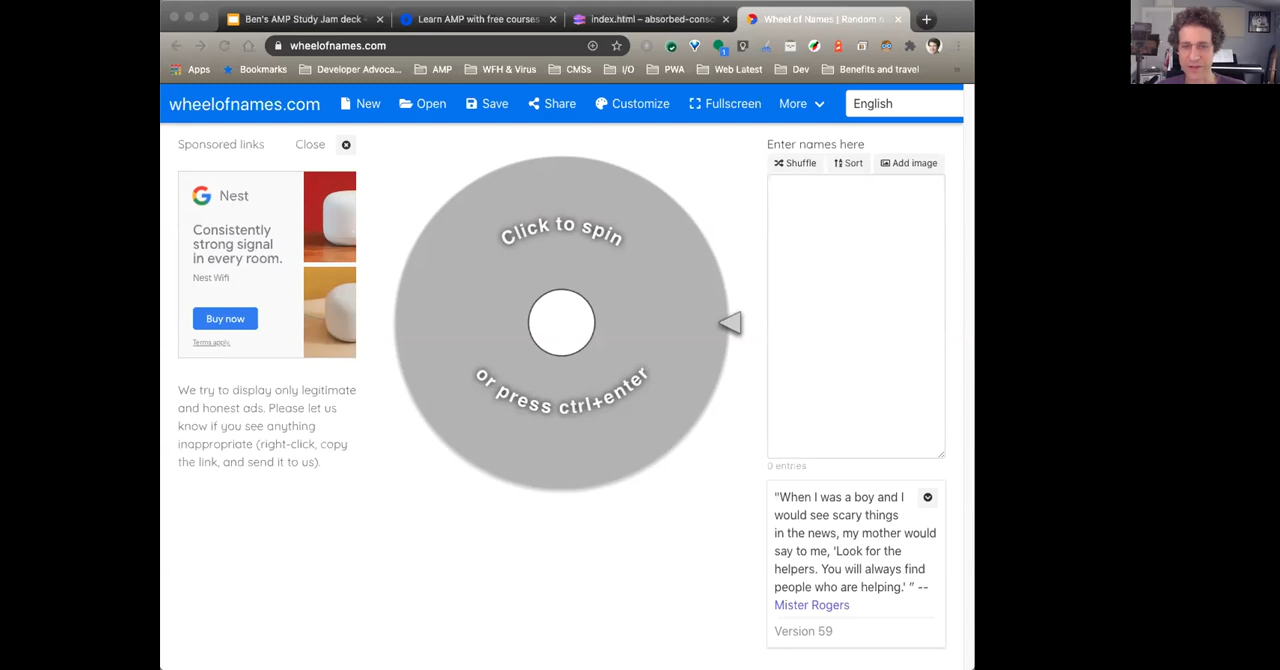 Ben's AMP Study Jam deck -
Learn AMP with free courses
index.html – absorbed-consc
Wheel of Names | Random n
wheelofnames.com
Apps
Bookmarks
Developer Advoca...
AMP
WFH & Virus
CMSs
I/O
PWA
Web Latest
Dev
Benefits and travel
»
wheelofnames.com
New
Open
Save
Share
Customize
Fullscreen
More
English
Sponsored links
Close
Nest
Consistently
strong signal
in every room.
Nest Wifi
Buy now
Terms apply.
We try to display only legitimate
and honest ads. Please let us
know if you see anything
inappropriate (right-click, copy
the link, and send it to us).
Click to spin
or press ctrl+enter
Enter names here
Shuffle
Sort
Add image
0 entries
"When I was a boy and I
would see scary things
in the news, my mother would
say to me, 'Look for the
helpers. You will always find
people who are helping.' " --
Mister Rogers
Version 59